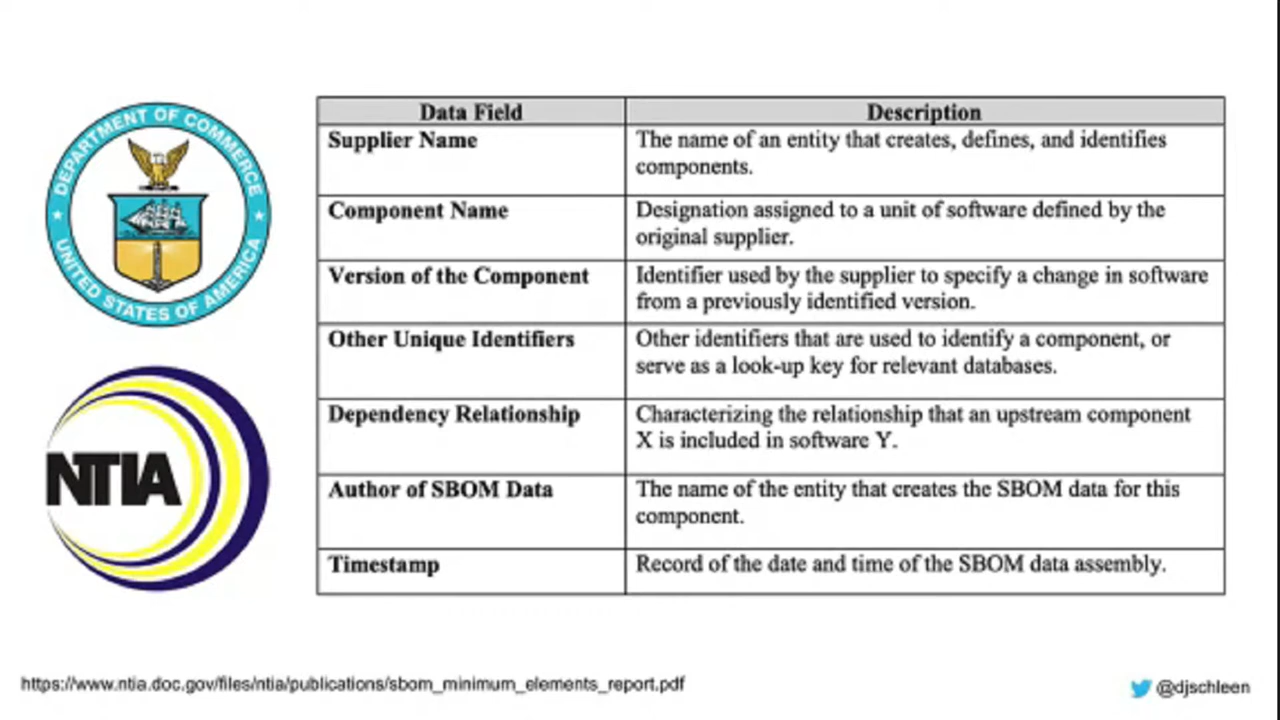 DEPARTMENT OF COMMERCE
UNITED STATES OF AMERICA
NTIA
Data Field Description
Supplier Name The name of an entity that creates, defines, and identifies
components.
Component Name Designation assigned to a unit of software defined by the
original supplier.
Version of the Component Identifier used by the supplier to specify a change in software
from a previously identified version.
Other Unique Identifiers Other identifiers that are used to identify a component, or
serve as a look-up key for relevant databases.
Dependency Relationship Characterizing the relationship that an upstream component
X is included in software Y.
Author of SBOM Data The name of the entity that creates the SBOM data for this
component.
Timestamp Record of the date and time of the SBOM data assembly.
https://www.ntia.doc.gov/files/ntia/publications/sbom_minimum_elements_report.pdf
@djschleen